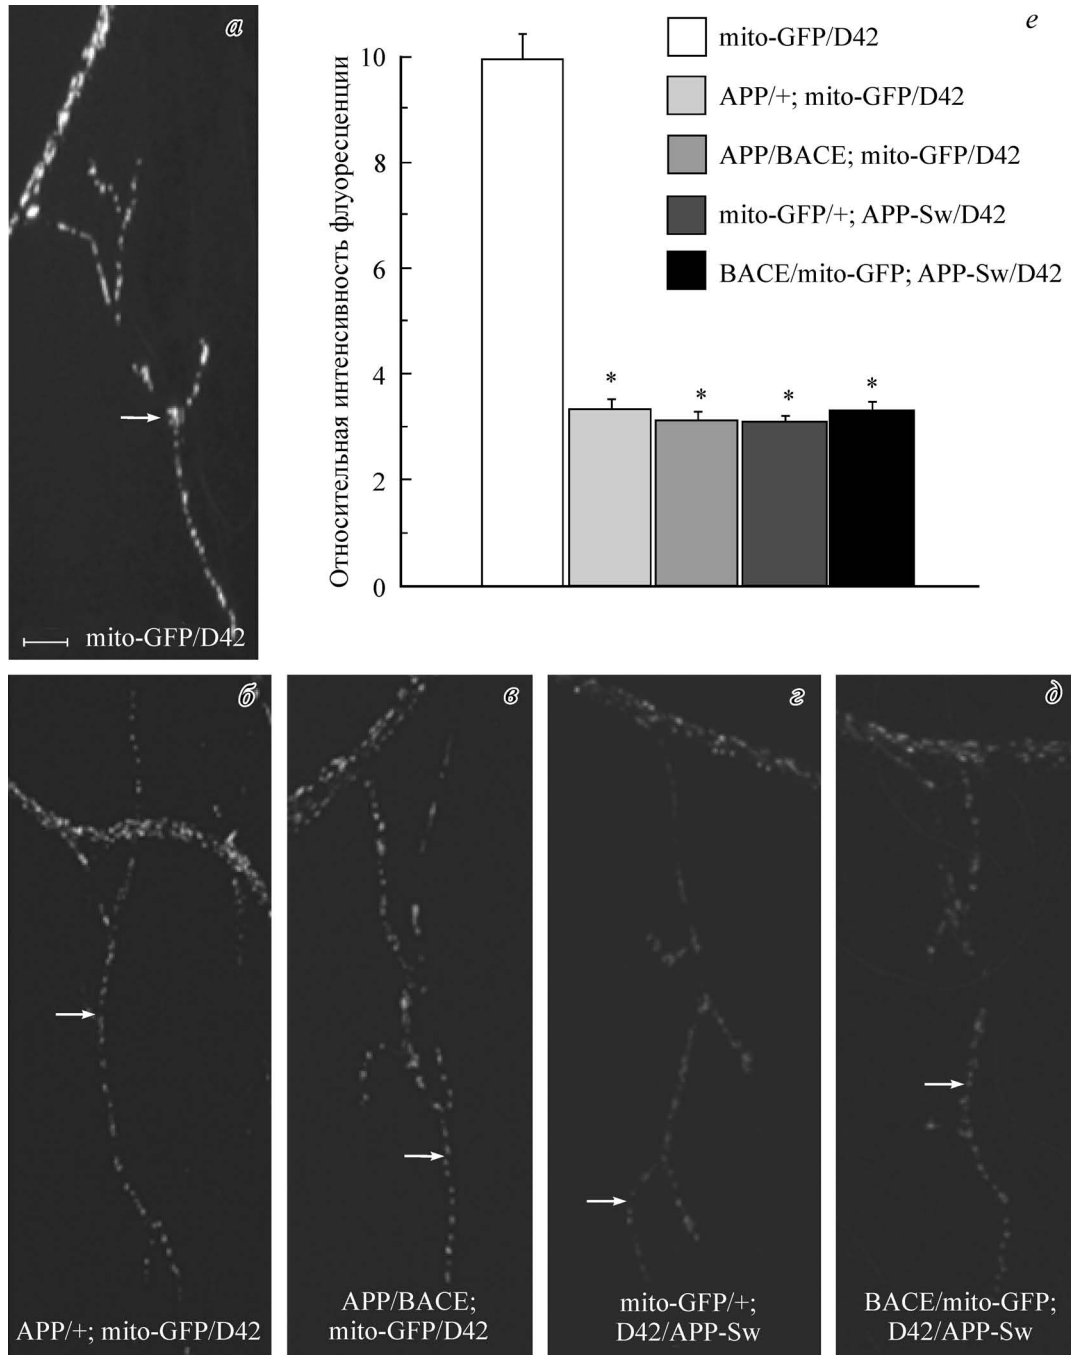 а
mito-GFP/D42
е
Относительная интенсивность флуоресценции
10
8
6
4
2
0
mito-GFP/D42
APP/+; mito-GFP/D42
APP/BACE; mito-GFP/D42
mito-GFP/+; APP-Sw/D42
BACE/mito-GFP; APP-Sw/D42
*
*
*
*
б
APP/+; mito-GFP/D42
в
APP/BACE;
mito-GFP/D42
г
mito-GFP/+;
D42/APP-Sw
д
BACE/mito-GFP;
D42/APP-Sw